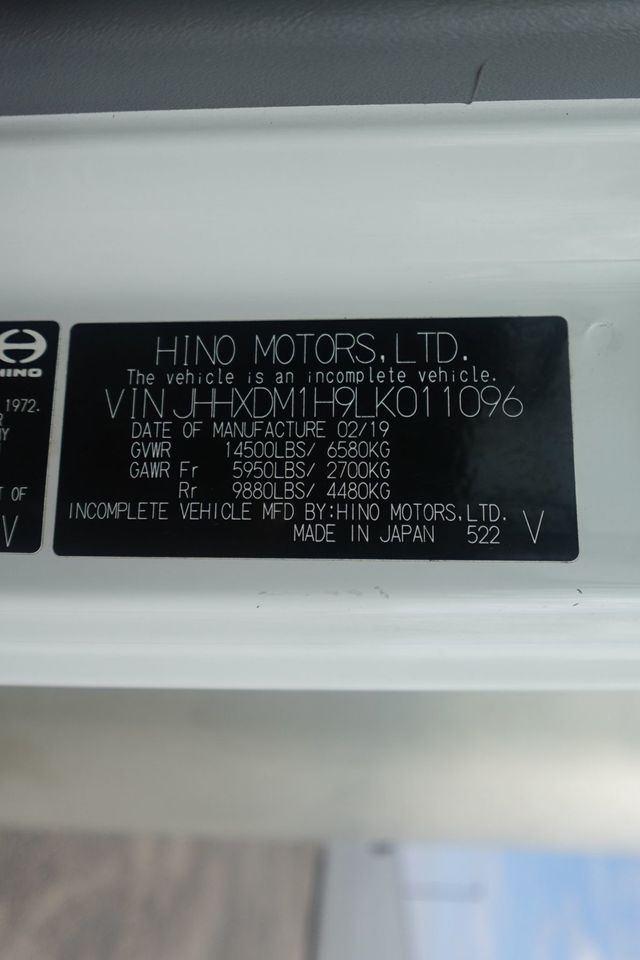 HINO
1972.
R
NY
T OF
V
HINO MOTORS,LTD.
The vehicle is an incomplete vehicle.
VIN JHHXDM1H9LK011096
DATE OF MANUFACTURE 02/19
GVWR 14500LBS/ 6580KG
GAWR Fr 5950LBS/ 2700KG
Rr 9880LBS/ 4480KG
INCOMPLETE VEHICLE MFD BY:HINO MOTORS,LTD.
MADE IN JAPAN 522 V